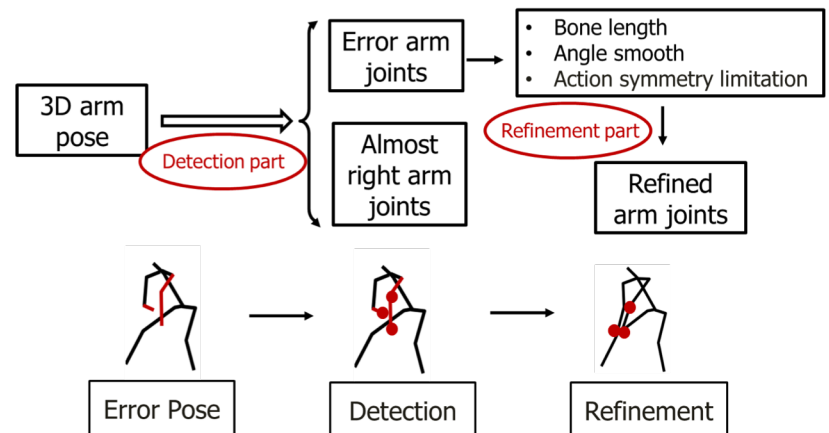 3D arm
pose
Detection part
Error arm
joints
Almost
right arm
joints
• Bone length
• Angle smooth
• Action symmetry limitation
Refinement part
Refined
arm joints
Error Pose
Detection
Refinement